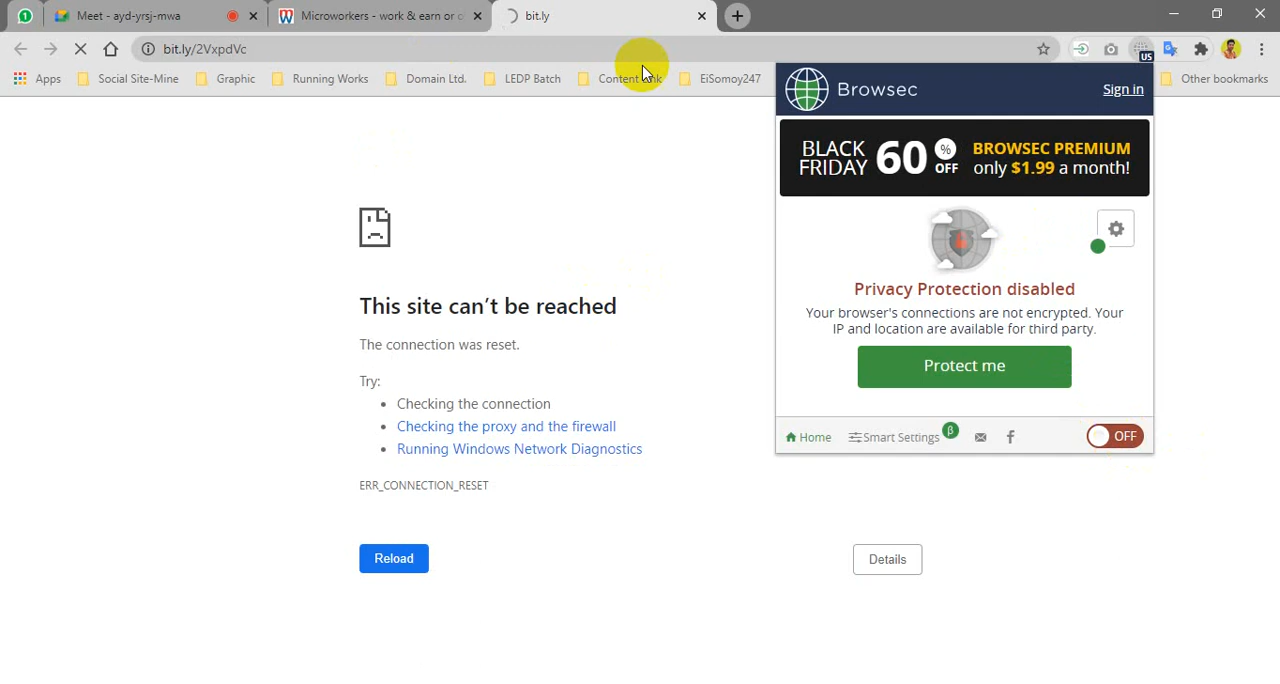 1
Meet - ayd-yrsj-mwa
Microworkers - work & earn or o
bit.ly
bit.ly/2VxpdVc
US
Apps
Social Site-Mine
Graphic
Running Works
Domain Ltd.
LEDP Batch
EiSomoy247
Other bookmarks
Browsec
Sign in
BLACK FRIDAY 60 % OFF
BROWSEC PREMIUM
only $1.99 a month!
Privacy Protection disabled
Your browser's connections are not encrypted. Your
IP and location are available for third party.
Protect me
Home
Smart Settings β
OFF
This site can't be reached
The connection was reset.
Try:
Checking the connection
Checking the proxy and the firewall
Running Windows Network Diagnostics
ERR_CONNECTION_RESET
Reload
Details